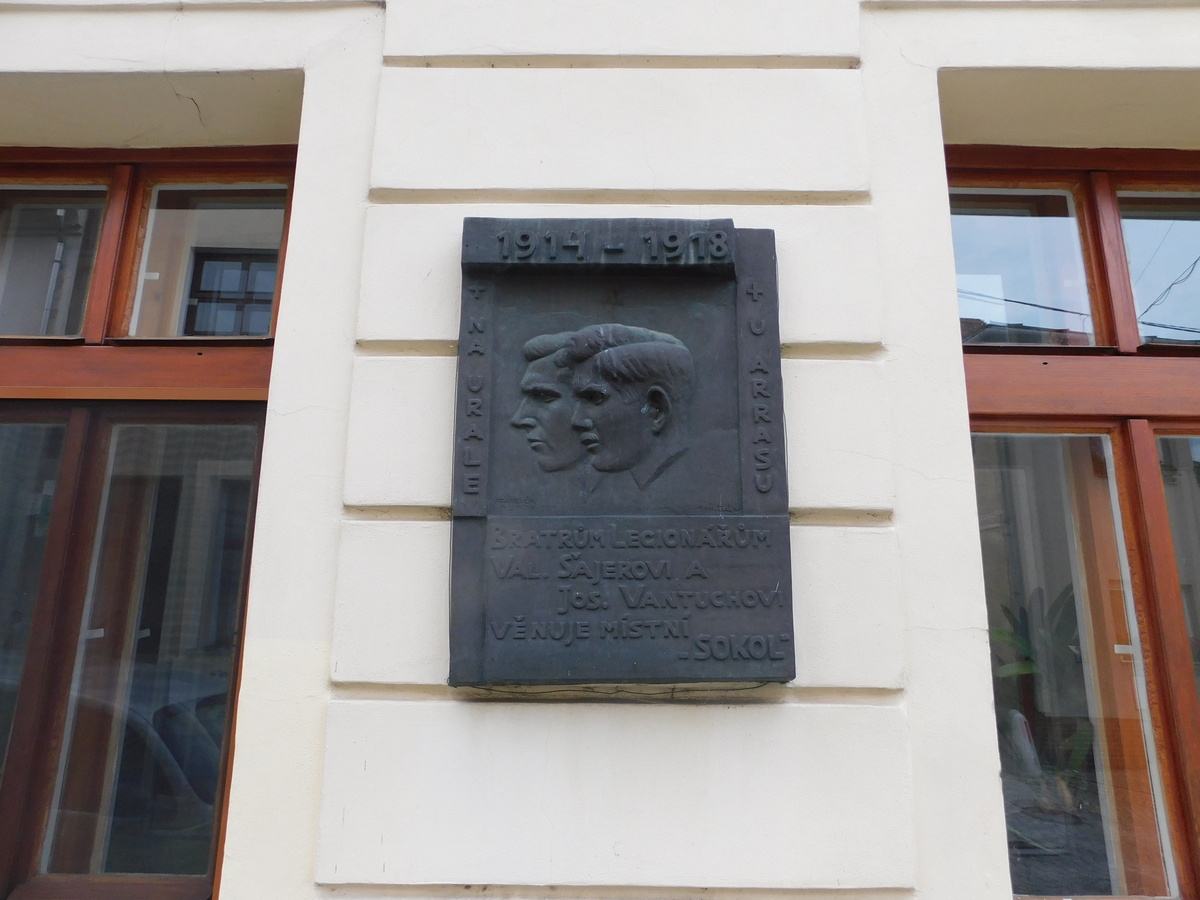 1914 – 1918
+ NA URALE
+ U ARRASU
BRATRŮM LEGIONÁŘŮM
VAL. ŠAJEROVI A
JOS. VANTUCHOVI
VĚNUJE MÍSTNÍ
„SOKOL“